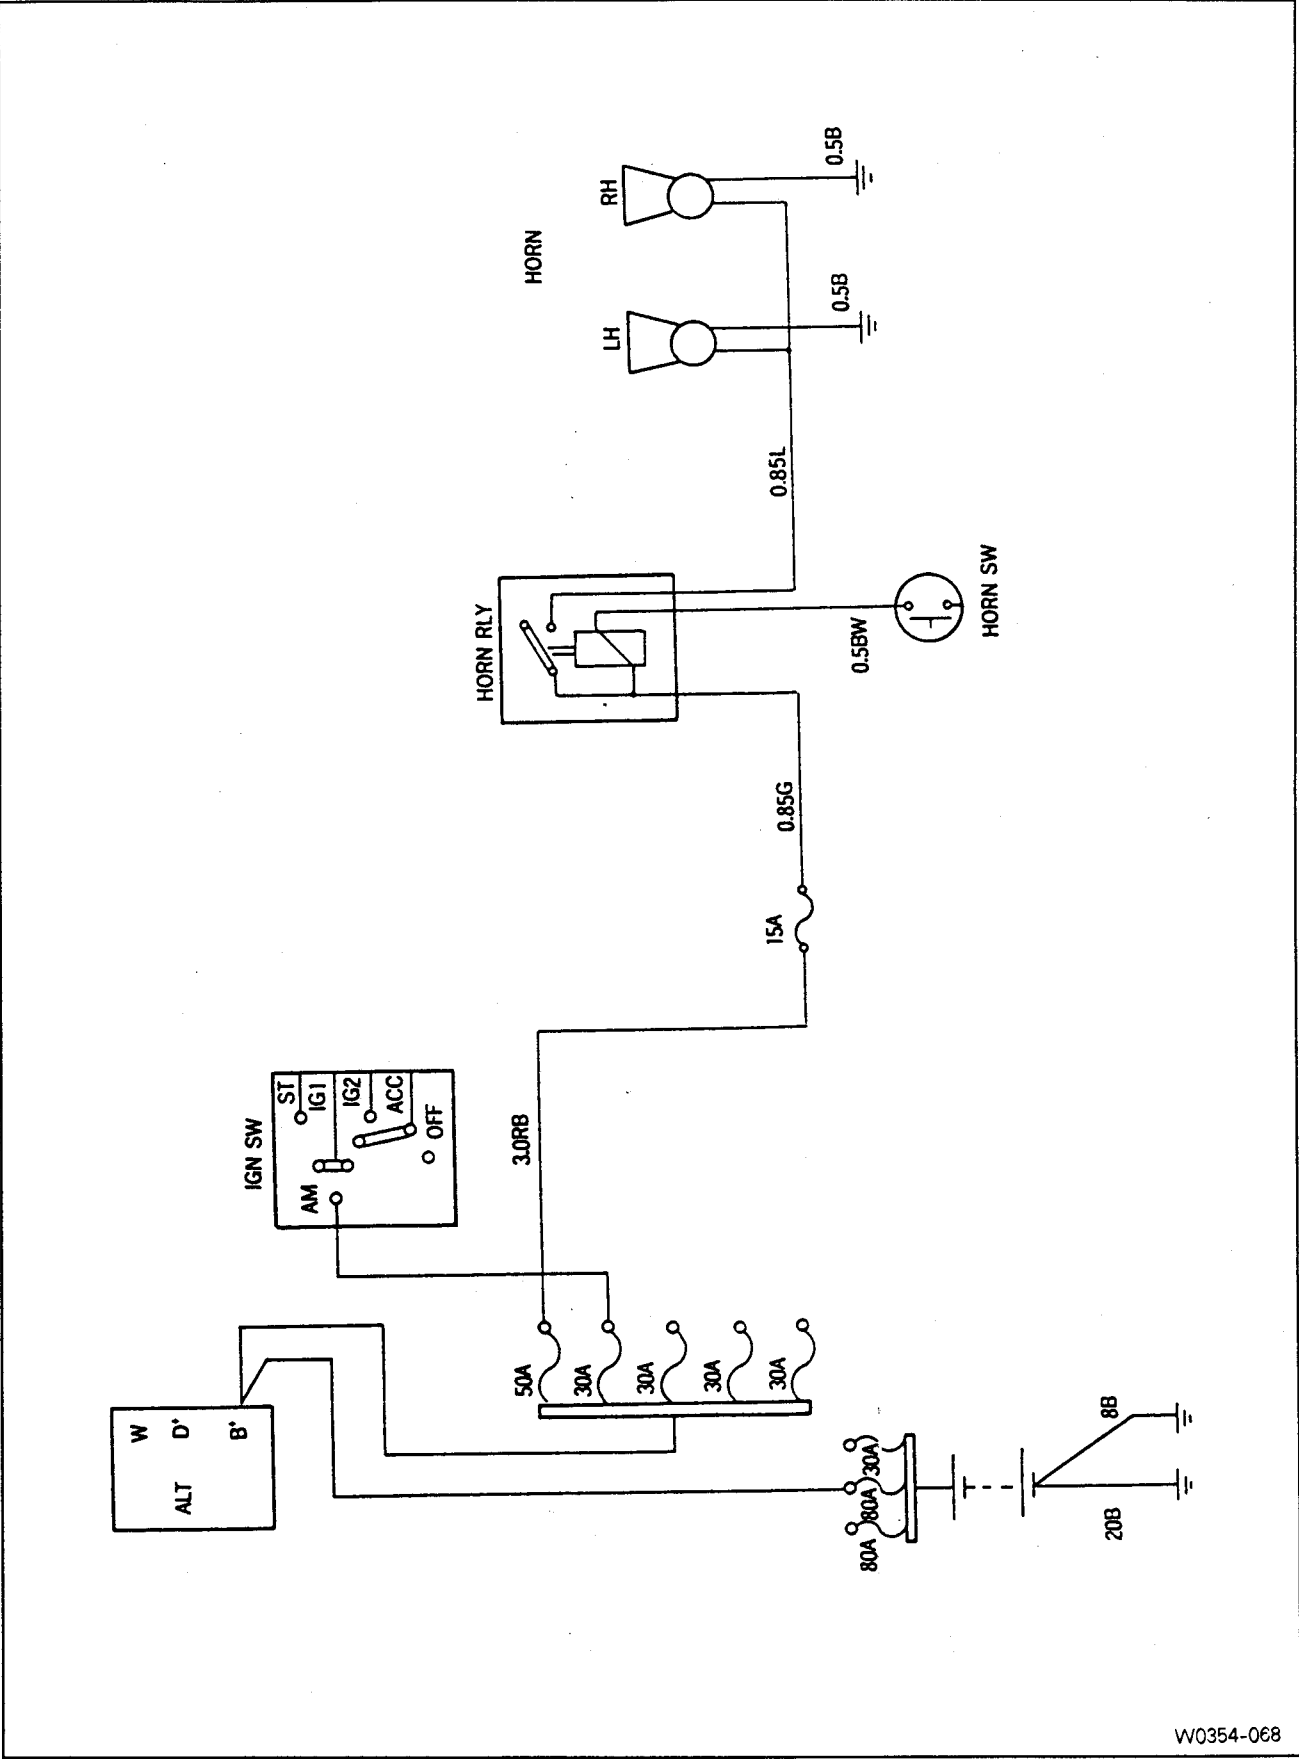 W
D+
B+
ALT
IGN SW
AM
ST
IG1
IG2
ACC
OFF
50A
30A
30A
30A
30A
3.0RB
15A
0.85G
HORN RLY
0.85L
0.5BW
HORN SW
HORN
LH
RH
0.5B
0.5B
80A
80A
30A
20B
8B
W0354-068